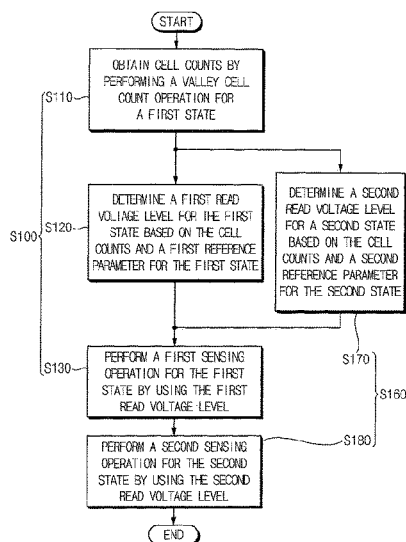 START
OBTAIN CELL COUNTS BY
PERFORMING A VALLEY CELL
COUNT OPERATION FOR
A FIRST STATE
S110
DETERMINE A FIRST READ
VOLTAGE LEVEL FOR THE FIRST
STATE BASED ON THE CELL
COUNTS AND A FIRST REFERENCE
PARAMETER FOR THE FIRST STATE
S120
S100
DETERMINE A SECOND
READ VOLTAGE LEVEL
FOR A SECOND STATE
BASED ON THE CELL
COUNTS AND A SECOND
REFERENCE PARAMETER
FOR THE SECOND STATE
S170
PERFORM A FIRST SENSING
OPERATION FOR THE FIRST
STATE BY USING THE FIRST
READ VOLTAGE LEVEL
S130
S160
PERFORM A SECOND SENSING
OPERATION FOR THE SECOND
STATE BY USING THE SECOND
READ VOLTAGE LEVEL
S180
END